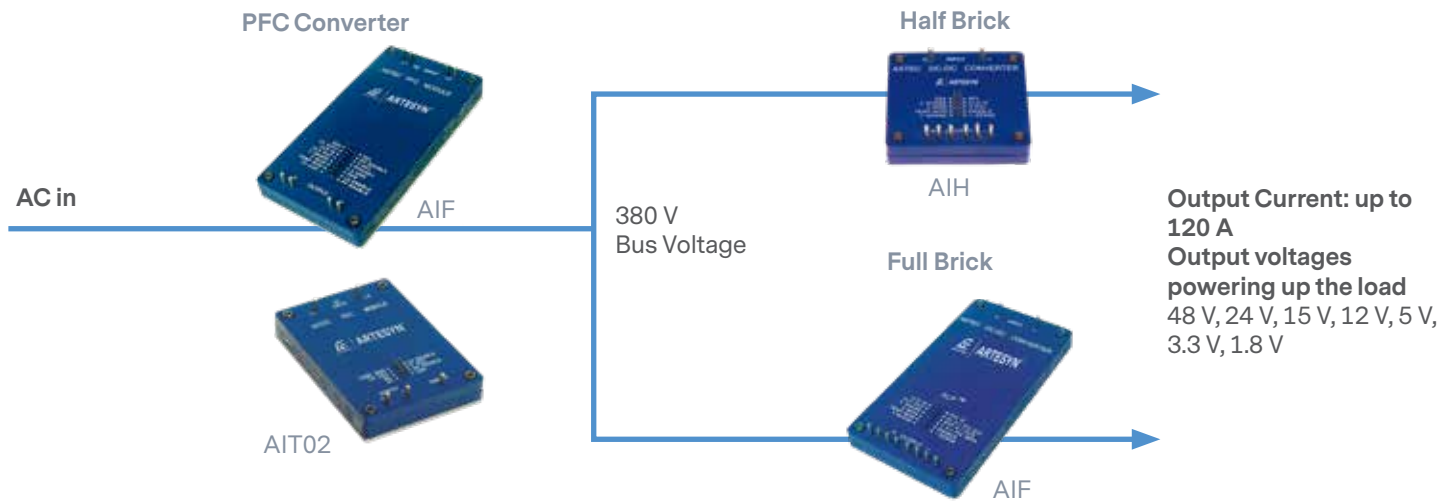 PFC Converter
Half Brick
ARTESYN
ARTESYN
AC in
AIF
AIH
380 V
Bus Voltage
Output Current: up to
120 A
Output voltages
powering up the load
48 V, 24 V, 15 V, 12 V, 5 V,
3.3 V, 1.8 V
Full Brick
ARTESYN
ARTESYN
AIT02
AIF